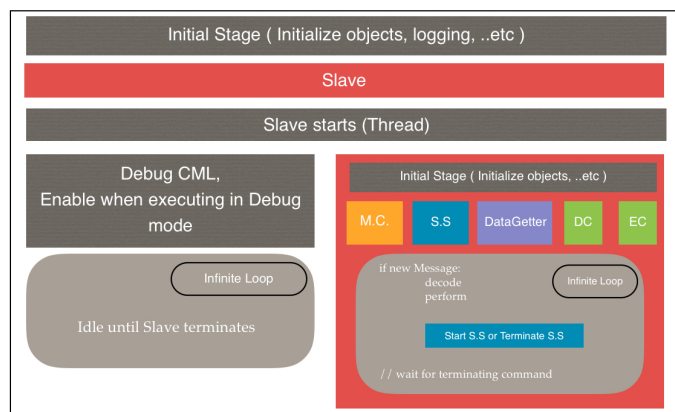 Initial Stage ( Initialize objects, logging, ..etc )
Slave
Slave starts (Thread)
Debug CML,
Enable when executing in Debug
mode
Infinite Loop
Idle until Slave terminates
Initial Stage ( Initialize objects, ..etc )
M.C.
S.S
DataGetter
DC
EC
if new Message:
decode
perform
Infinite Loop
Start S.S or Terminate S.S
// wait for terminating command